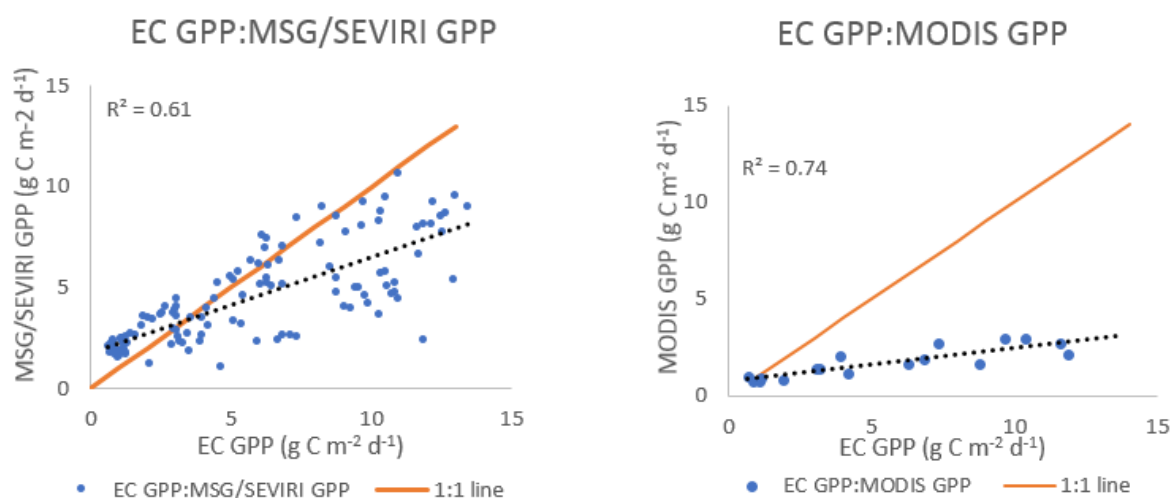 EC GPP:MSG/SEVIRI GPP
R² = 0.61
MSG/SEVIRI GPP (g C m-2 d⁻¹)
15
10
5
0
0 5 10 15
EC GPP (g C m⁻² d⁻¹)
EC GPP:MSG/SEVIRI GPP 1:1 line
EC GPP:MODIS GPP
R² = 0.74
MODIS GPP (g C m⁻² d⁻¹)
15
10
5
0
0 5 10 15
EC GPP (g C m⁻² d⁻¹)
EC GPP:MODIS GPP 1:1 line